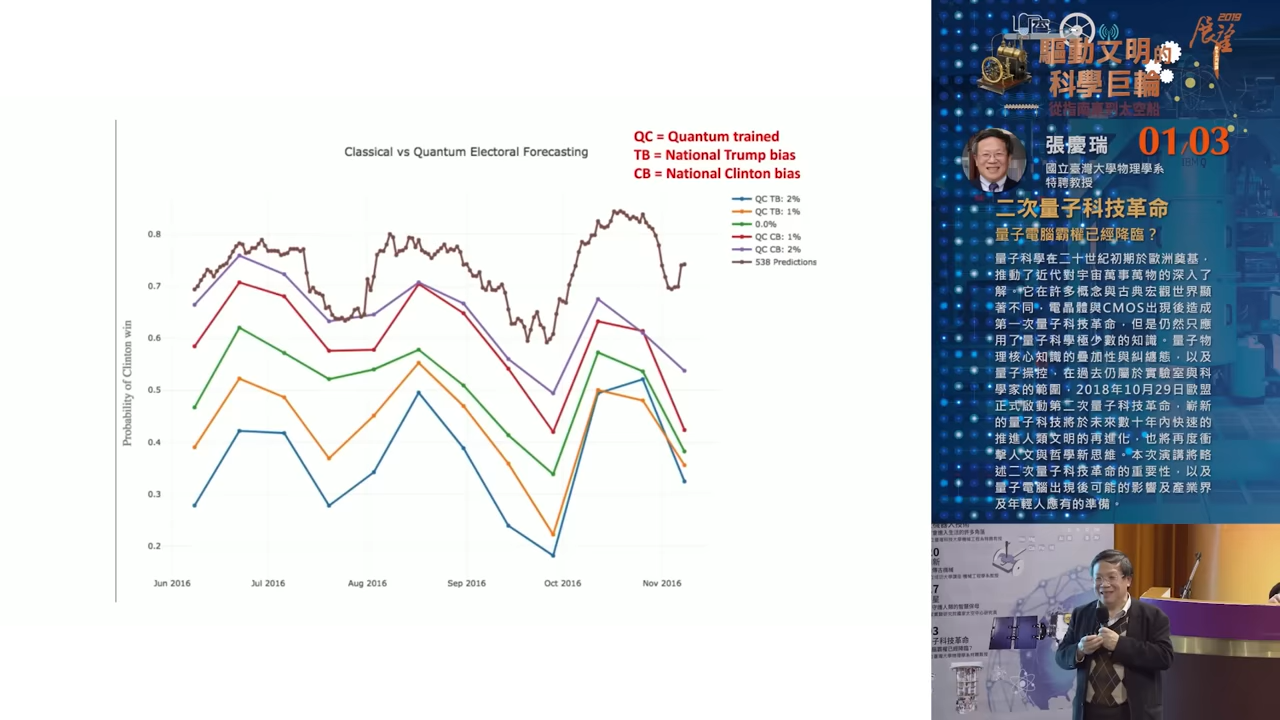 Classical vs Quantum Electoral Forecasting
QC = Quantum trained
TB = National Trump bias
CB = National Clinton bias
QC TB: 2%
QC TB: 1%
0.0%
QC CB: 1%
QC CB: 2%
538 Predictions
Probability of Clinton win
0.8
0.7
0.6
0.5
0.4
0.3
0.2
Jun 2016
Jul 2016
Aug 2016
Sep 2016
Oct 2016
Nov 2016
2019
展望
驅動文明的
科學巨輪
從指南車到太空船
張慶瑞
01/03
國立臺灣大學物理學系
特聘教授
二次量子科技革命
量子電腦霸權已經降臨？
量子科學在二十世紀初期於歐洲奠基，
推動了近代對宇宙萬事萬物的深入了
解。它在許多概念與古典宏觀世界顯
著不同，電晶體與CMOS出現後造成
第一次量子科技革命，但是仍然只應
用了量子科學極少數的知識。量子物
理核心知識的疊加性與糾纏態，以及
量子操控，在過去仍屬於實驗室與科
學家的範圍，2018年10月29日歐盟
正式啟動第二次量子科技革命，嶄新
的量子科技將於未來數十年內快速的
推進人類文明的再進化，也將再度衝
擊人文與哲學新思維。本次演講將略
述二次量子科技革命的重要性，以及
量子電腦出現後可能的影響及產業界
及年輕人應有的準備。
子科技革命